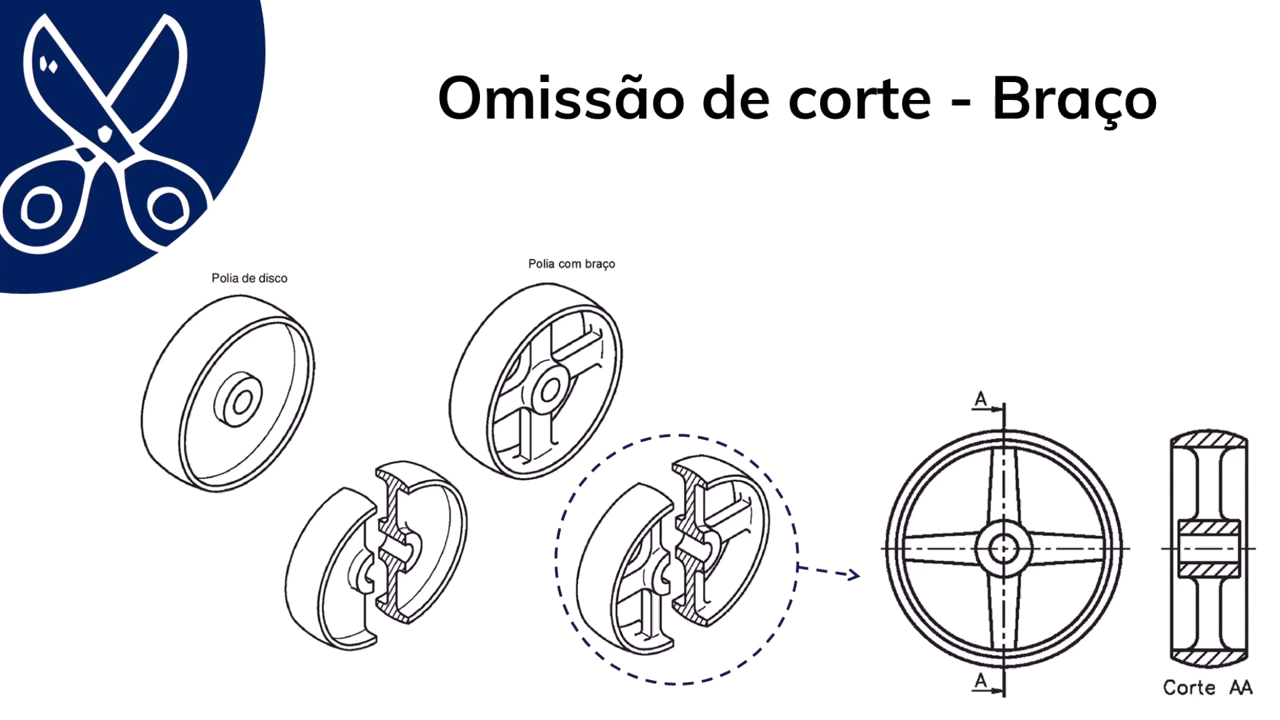 Omissão de corte - Braço
Polia de disco
Polia com braço
A
A
Corte AA